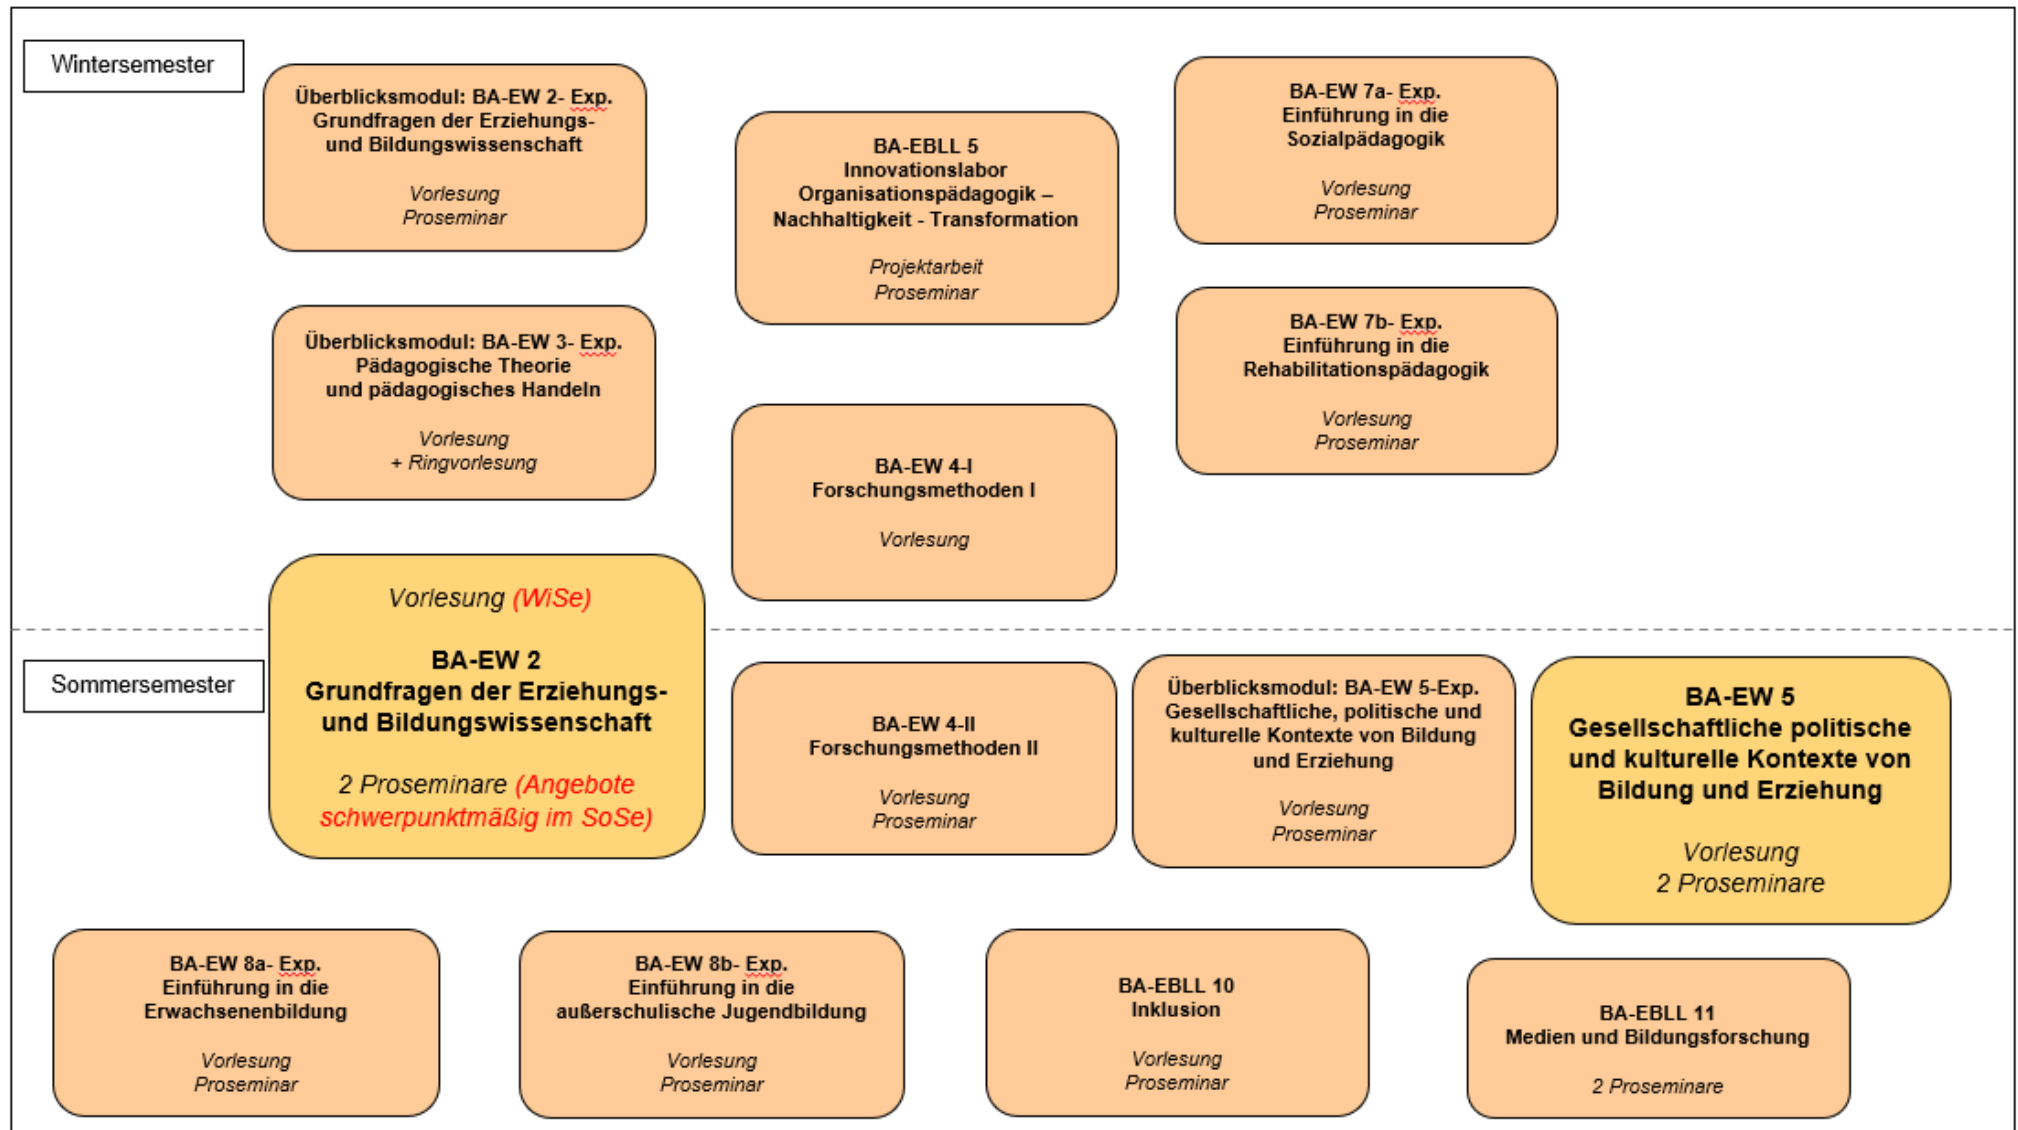 Wintersemester
Überblicksmodul: BA-EW 2- Exp.
Grundfragen der Erziehungs-
und Bildungswissenschaft
Vorlesung
Proseminar
BA-EBLL 5
Innovationslabor
Organisationspädagogik –
Nachhaltigkeit - Transformation
Projektarbeit
Proseminar
BA-EW 7a- Exp.
Einführung in die
Sozialpädagogik
Vorlesung
Proseminar
Überblicksmodul: BA-EW 3- Exp.
Pädagogische Theorie
und pädagogisches Handeln
Vorlesung
+ Ringvorlesung
BA-EW 4-I
Forschungsmethoden I
Vorlesung
BA-EW 7b- Exp.
Einführung in die
Rehabilitationspädagogik
Vorlesung
Proseminar
Vorlesung (WiSe)
BA-EW 2
Grundfragen der Erziehungs-
und Bildungswissenschaft
2 Proseminare (Angebote
schwerpunktmäßig im SoSe)
Sommersemester
BA-EW 4-II
Forschungsmethoden II
Vorlesung
Proseminar
Überblicksmodul: BA-EW 5-Exp.
Gesellschaftliche, politische und
kulturelle Kontexte von Bildung
und Erziehung
Vorlesung
Proseminar
BA-EW 5
Gesellschaftliche politische
und kulturelle Kontexte von
Bildung und Erziehung
Vorlesung
2 Proseminare
BA-EW 8a- Exp.
Einführung in die
Erwachsenenbildung
Vorlesung
Proseminar
BA-EW 8b- Exp.
Einführung in die
außerschulische Jugendbildung
Vorlesung
Proseminar
BA-EBLL 10
Inklusion
Vorlesung
Proseminar
BA-EBLL 11
Medien und Bildungsforschung
2 Proseminare